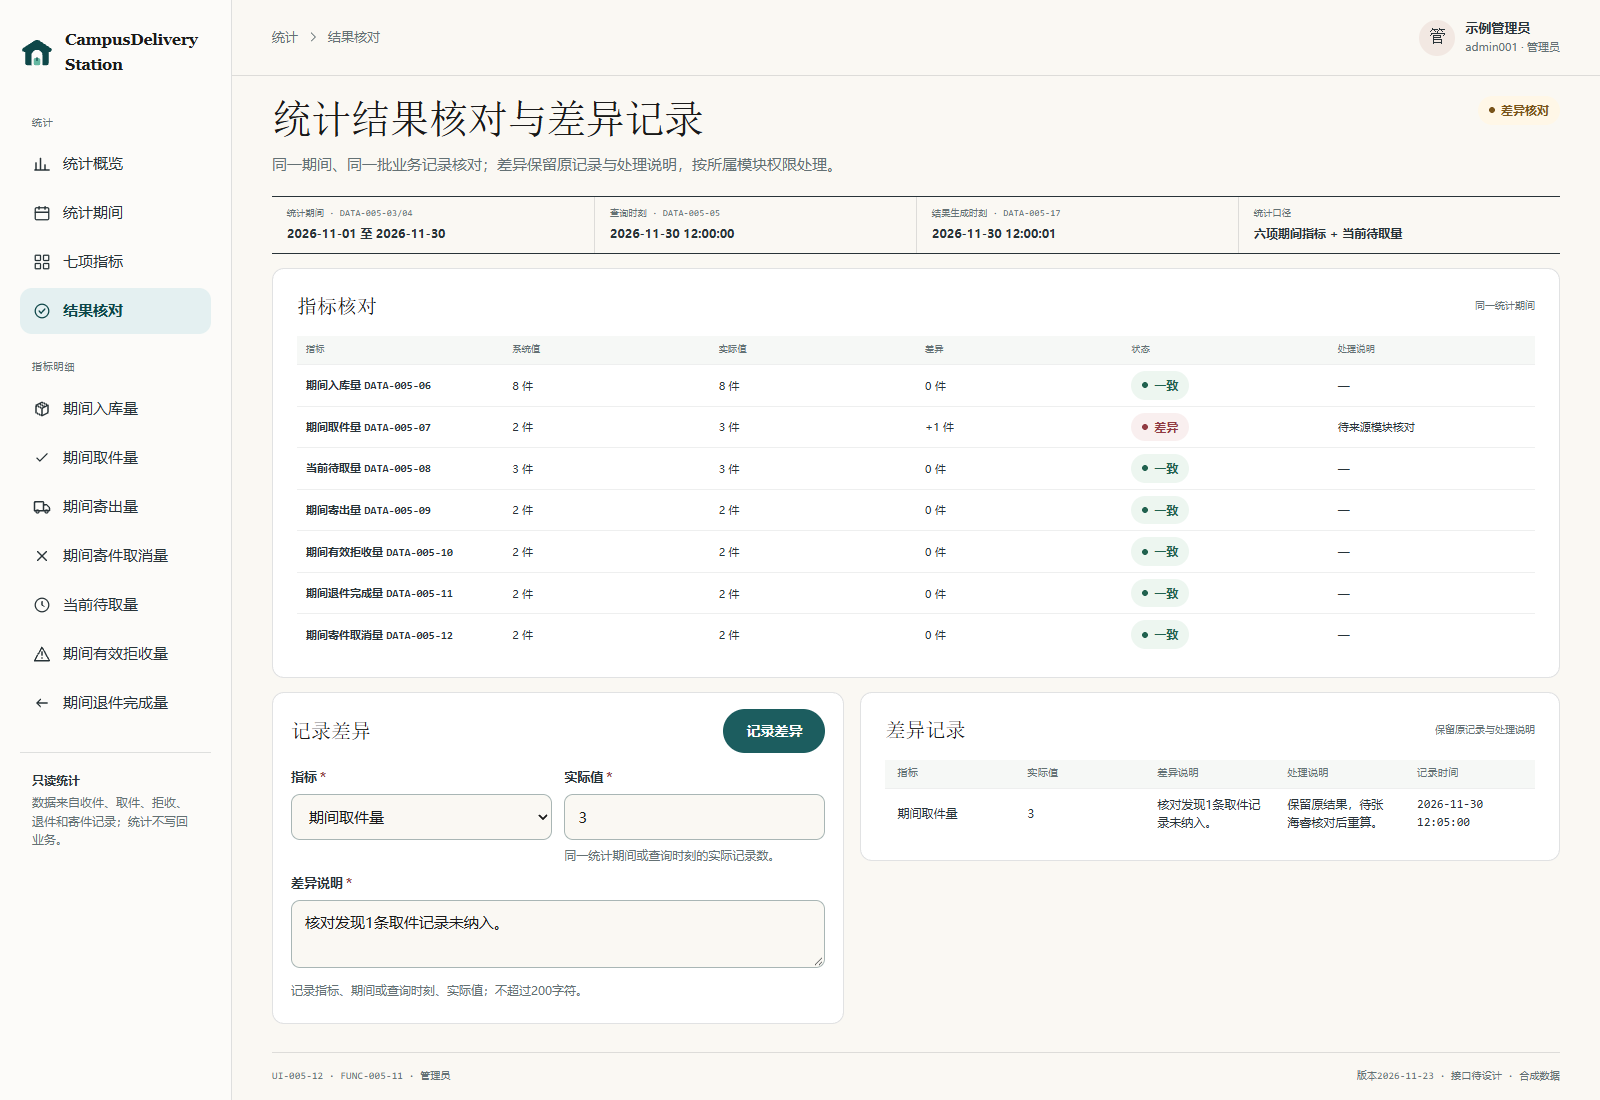 CampusDelivery
Station
统计
统计概览
统计期间
七项指标
结果核对
指标明细
期间入库量
期间取件量
期间寄出量
期间寄件取消量
当前待取量
期间有效拒收量
期间退件完成量
只读统计
数据来自收件、取件、拒收、
退件和寄件记录；统计不写回
业务。
统计 > 结果核对
管
示例管理员
admin001 · 管理员
统计结果核对与差异记录
差异核对
同一期间、同一批业务记录核对；差异保留原记录与处理说明，按所属模块权限处理。
统计期间 · DATA-005-03/04
2026-11-01 至 2026-11-30
查询时刻 · DATA-005-05
2026-11-30 12:00:00
结果生成时刻 · DATA-005-17
2026-11-30 12:00:01
统计口径
六项期间指标 + 当前待取量
指标核对
同一统计期间
指标 系统值 实际值 差异 状态 处理说明
期间入库量 DATA-005-06 8 件 8 件 0 件 一致 —
期间取件量 DATA-005-07 2 件 3 件 +1 件 差异 待来源模块核对
当前待取量 DATA-005-08 3 件 3 件 0 件 一致 —
期间寄出量 DATA-005-09 2 件 2 件 0 件 一致 —
期间有效拒收量 DATA-005-10 2 件 2 件 0 件 一致 —
期间退件完成量 DATA-005-11 2 件 2 件 0 件 一致 —
期间寄件取消量 DATA-005-12 2 件 2 件 0 件 一致 —
记录差异
记录差异
指标 *
期间取件量
实际值 *
3
同一统计期间或查询时刻的实际记录数。
差异说明 *
核对发现1条取件记录未纳入。
记录指标、期间或查询时刻、实际值；不超过200字符。
差异记录
保留原记录与处理说明
指标 实际值 差异说明 处理说明 记录时间
期间取件量 3
核对发现1条取件记
录未纳入。
保留原结果，待张
海睿核对后重算。
2026-11-30
12:05:00
UI-005-12 · FUNC-005-11 · 管理员
版本2026-11-23 · 接口待设计 · 合成数据